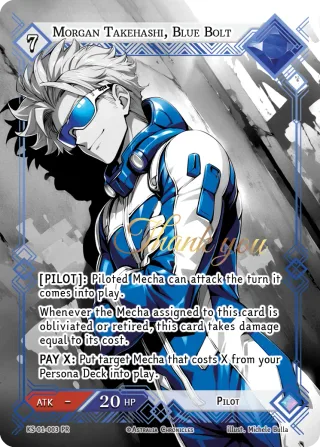 7
Morgan Takehashi, Blue Bolt
Thank you
[PILOT]: Piloted Mecha can attack the turn it
comes into play.
Whenever the Mecha assigned to this card is
obliviated or retired, this card takes damage
equal to its cost.
PAY X: Put target Mecha that costs X from your
Persona Deck into play.
ATK - 20 HP Pilot
KS-01-003 PR ©Astralia Chronicles Illust. Michele Bella